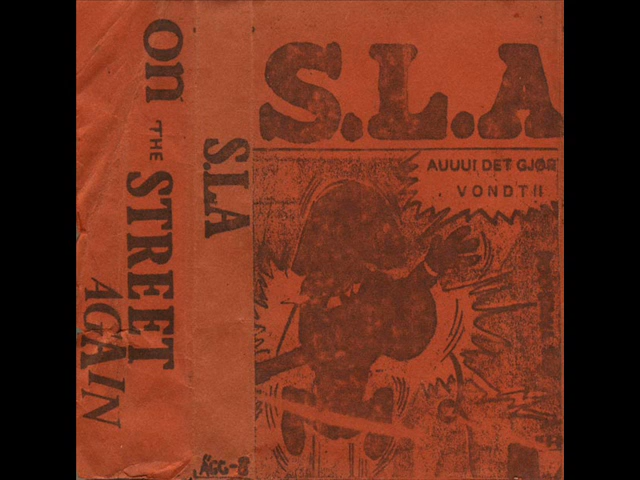 on
THE
STREET
AGAIN
S.L.A
S.L.A
AUUU! DET GJØR
VONDT!!